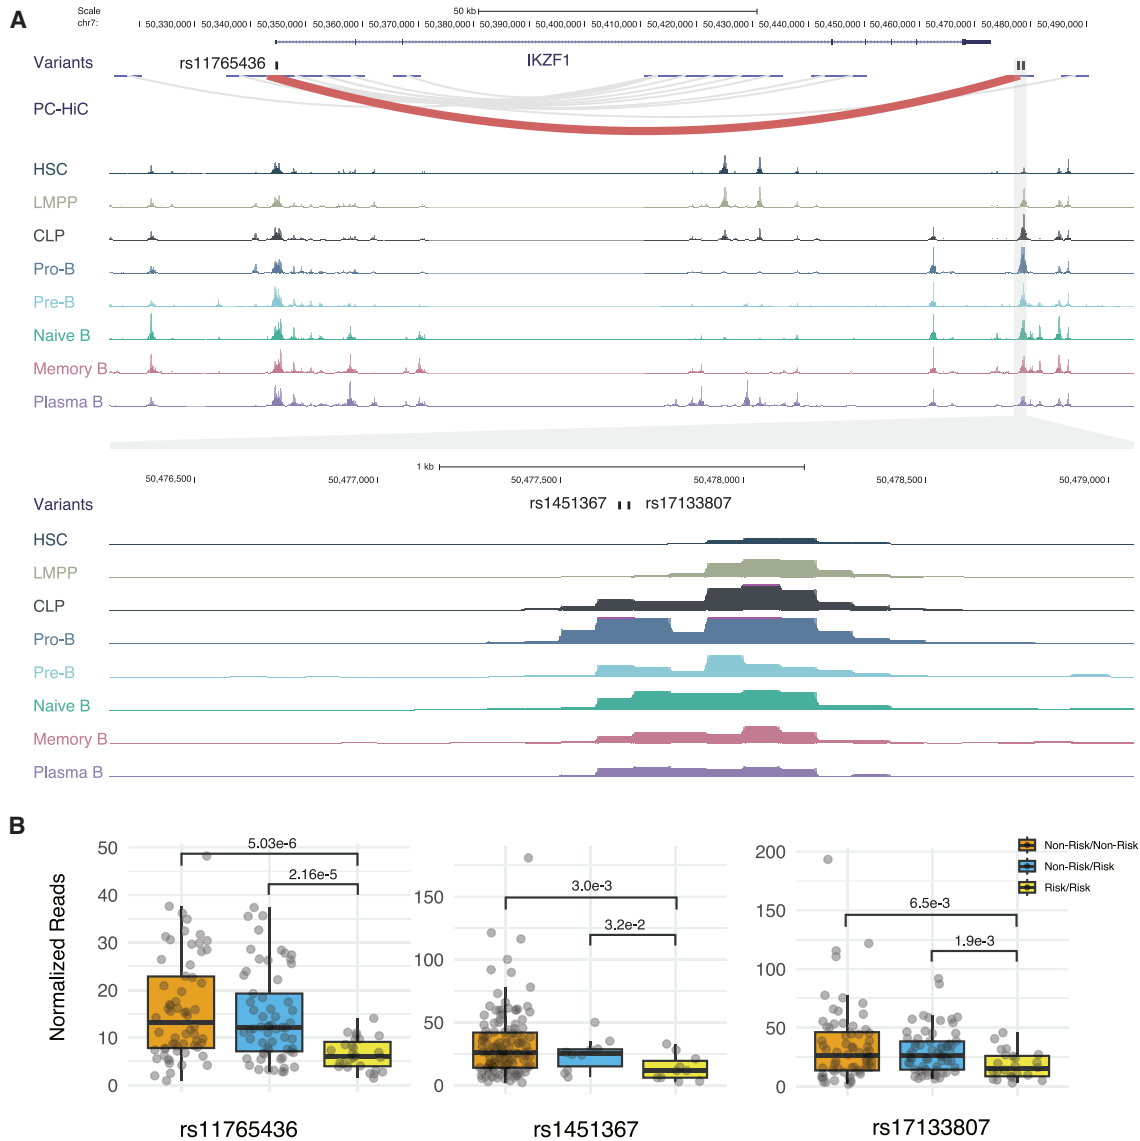 A
Scale
50 kb
chr7:
50,330,000 50,340,000 50,350,000 50,360,000 50,370,000 50,380,000 50,390,000 50,400,000 50,410,000 50,420,000 50,430,000 50,440,000 50,450,000 50,460,000 50,470,000 50,480,000 50,490,000
IKZF1
Variants rs11765436
PC-HiC
HSC
LMPP
CLP
Pro-B
Pre-B
Naive B
Memory B
Plasma B
1 kb
50,476,500 50,477,000 50,477,500 50,478,000 50,478,500 50,479,000
Variants rs1451367 rs17133807
HSC
LMPP
CLP
Pro-B
Pre-B
Naive B
Memory B
Plasma B
B
Normalized Reads
50
40
30
20
10
0
5.03e-6
2.16e-5
rs11765436
150
100
50
0
3.0e-3
3.2e-2
rs1451367
200
150
100
50
0
6.5e-3
1.9e-3
rs17133807
Non-Risk/Non-Risk
Non-Risk/Risk
Risk/Risk